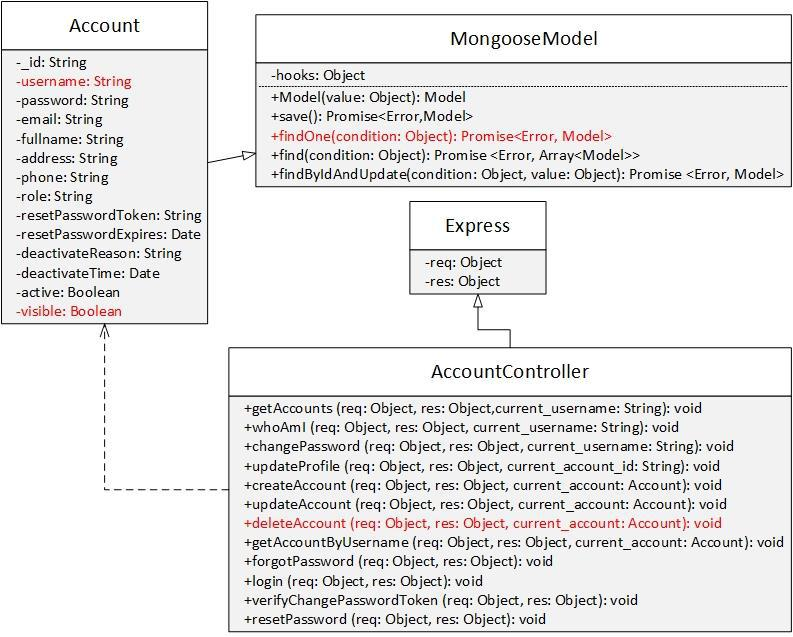 Account
-_id: String
-username: String
-password: String
-email: String
-fullname: String
-address: String
-phone: String
-role: String
-resetPasswordToken: String
-resetPasswordExpires: Date
-deactivateReason: String
-deactivateTime: Date
-active: Boolean
-visible: Boolean
MongooseModel
-hooks: Object
+Model(value: Object): Model
+save(): Promise<Error,Model>
+findOne(condition: Object): Promise<Error, Model>
+find(condition: Object): Promise <Error, Array<Model>>
+findByIdAndUpdate(condition: Object, value: Object): Promise <Error, Model>
Express
-req: Object
-res: Object
AccountController
+getAccounts (req: Object, res: Object,current_username: String): void
+whoAmI (req: Object, res: Object, current_username: String): void
+changePassword (req: Object, res: Object, current_username: String): void
+updateProfile (req: Object, res: Object, current_account_id: String): void
+createAccount (req: Object, res: Object, current_account: Account): void
+updateAccount (req: Object, res: Object, current_account: Account): void
+deleteAccount (req: Object, res: Object, current_account: Account): void
+getAccountByUsername (req: Object, res: Object, current_account: Account): void
+forgotPassword (req: Object, res: Object): void
+login (req: Object, res: Object): void
+verifyChangePasswordToken (req: Object, res: Object): void
+resetPassword (req: Object, res: Object): void